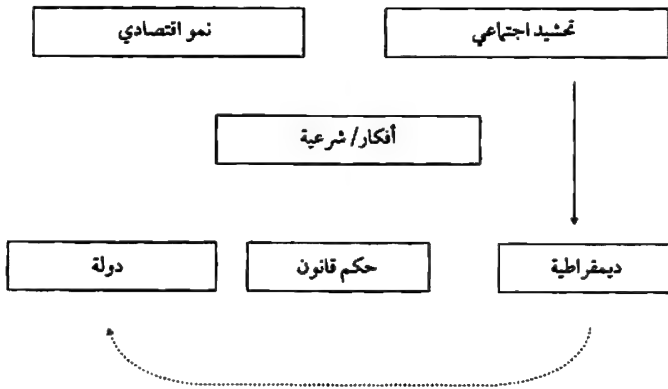 تحشيد اجتماعي
نمو اقتصادي
أفكار/ شرعية
ديمقراطية
حكم قانون
دولة